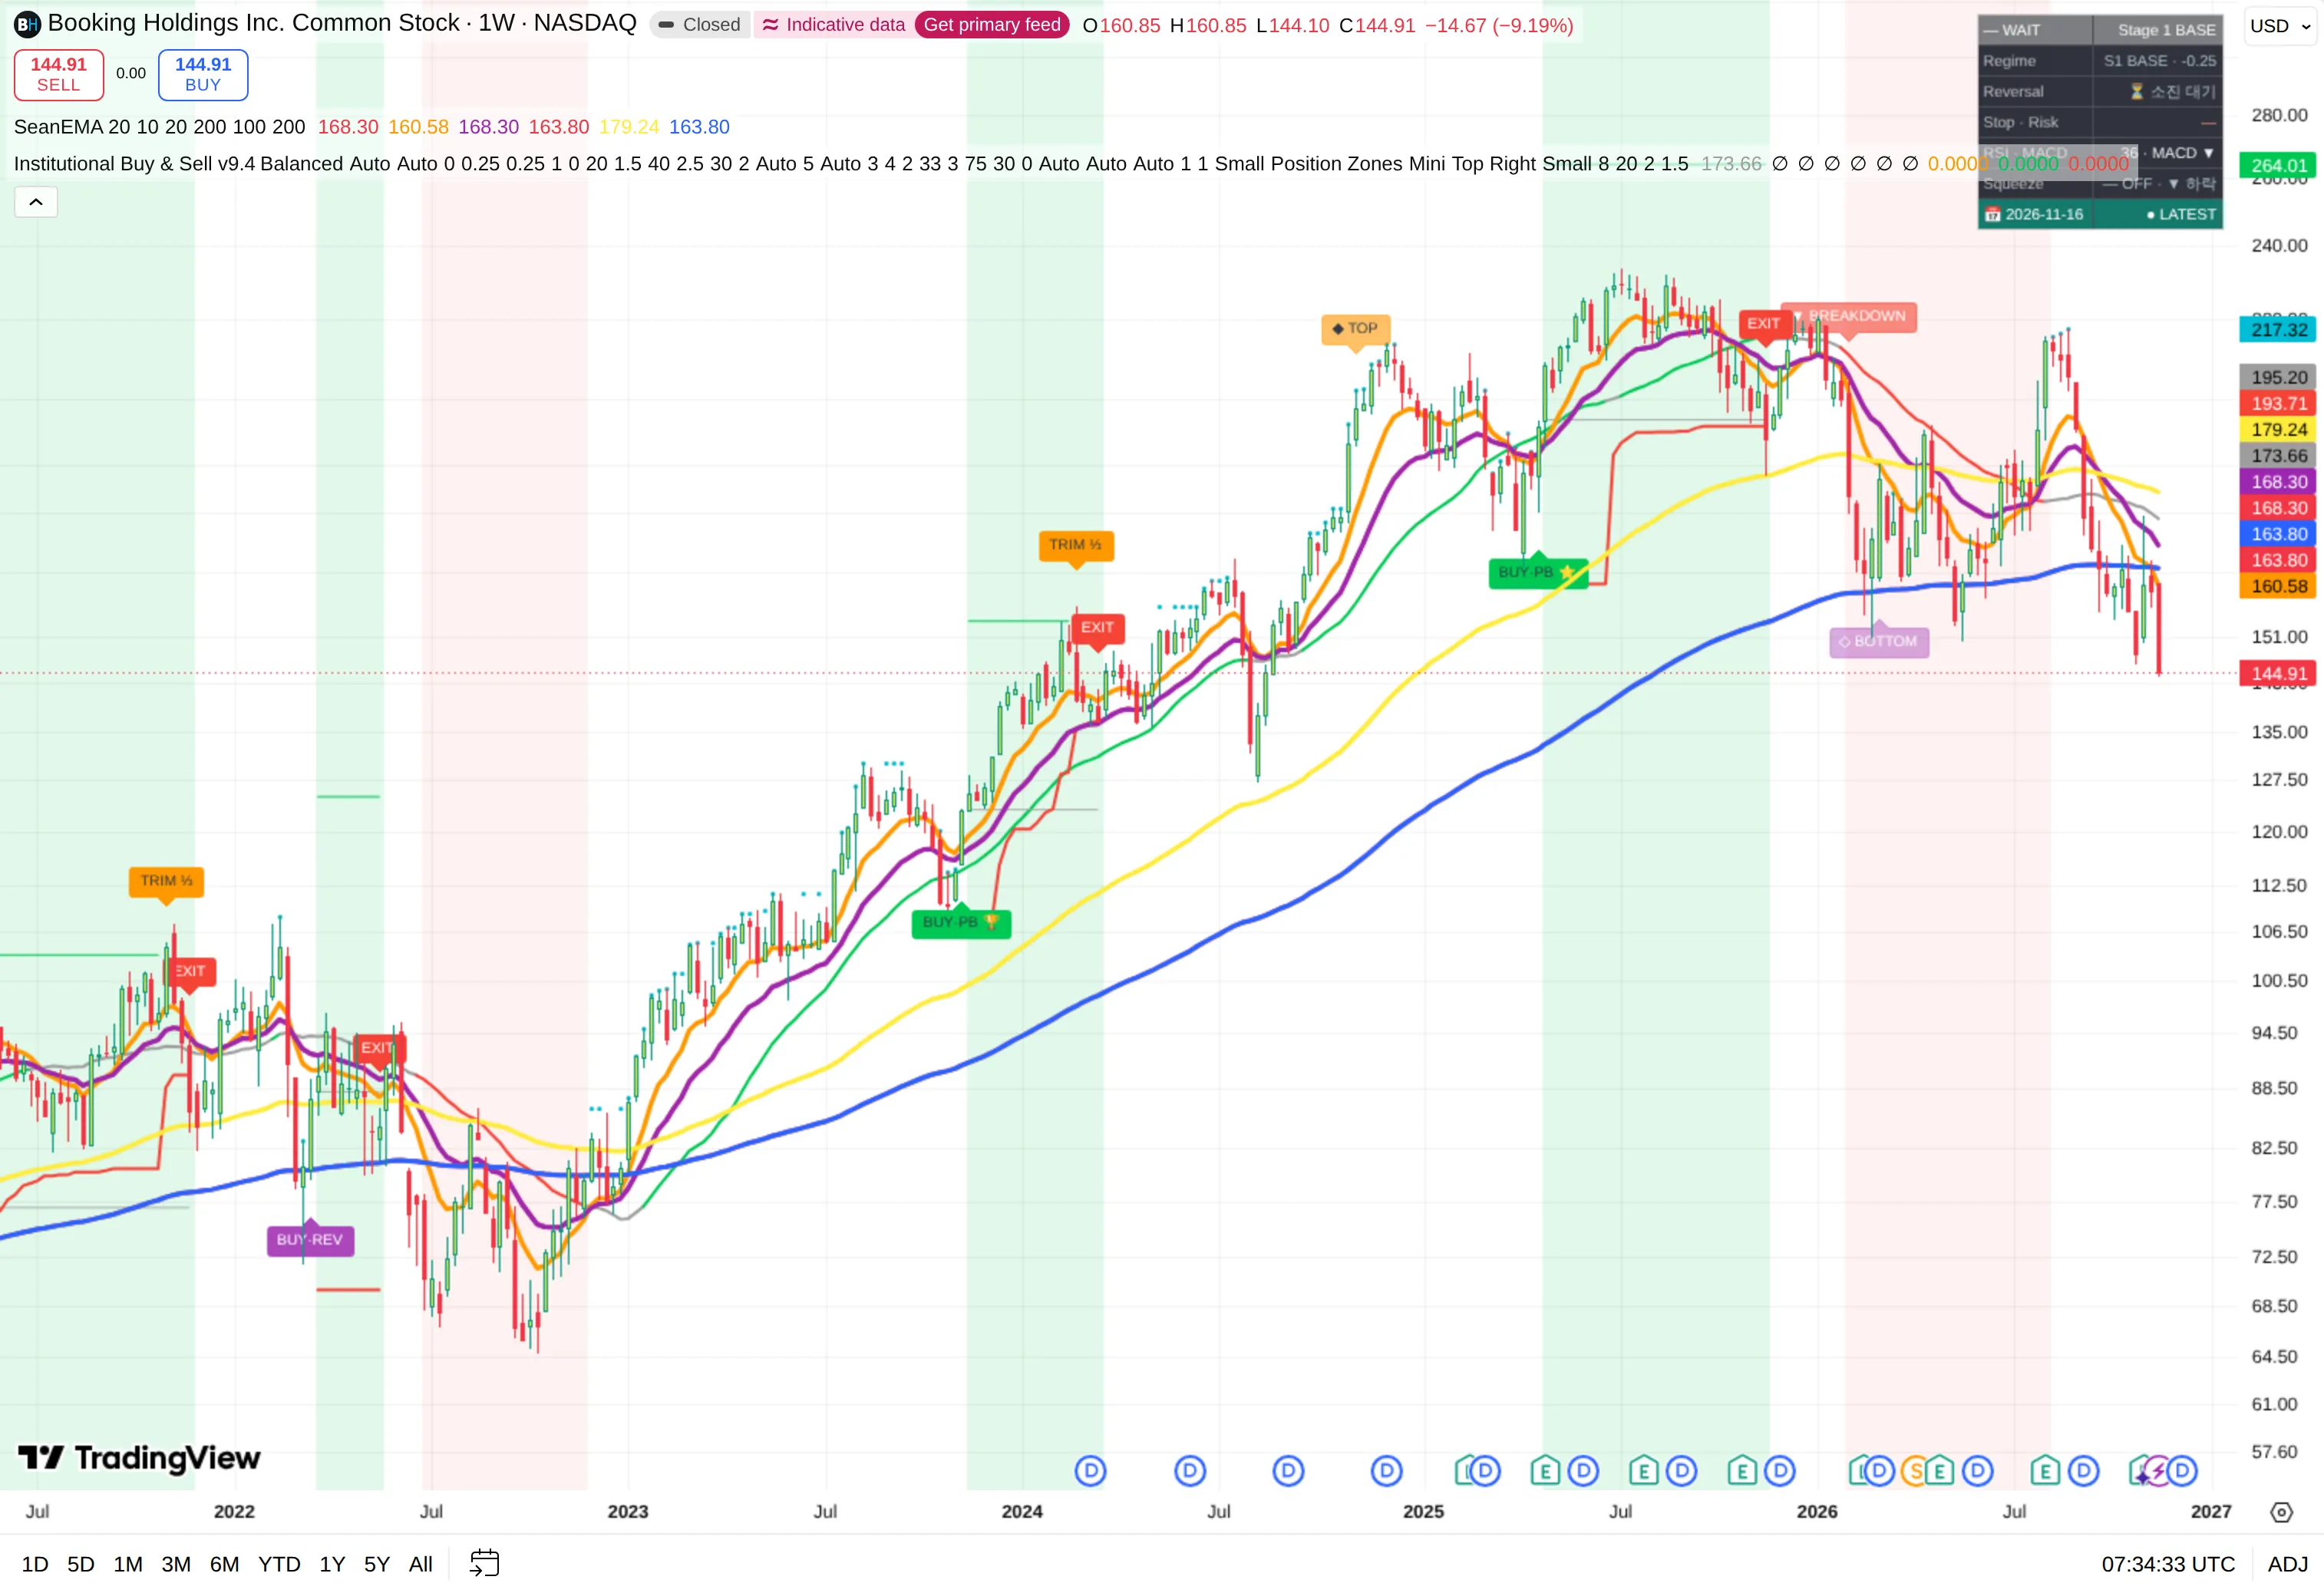 Booking Holdings Inc. Common Stock · 1W · NASDAQ Closed Indicative data Get primary feed O160.85 H160.85 L144.10 C144.91 −14.67 (−9.19%)
144.91 SELL 0.00 144.91 BUY
SeanEMA 20 10 20 200 100 200 168.30 160.58 168.30 163.80 179.24 163.80
Institutional Buy & Sell v9.4 Balanced Auto Auto 0 0.25 0.25 1 0 20 1.5 40 2.5 30 2 Auto 5 Auto 3 4 2 33 3 75 30 0 Auto Auto Auto 1 1 Small Position Zones Mini Top Right Small 8 20 2 1.5 173.66 ∅ ∅ ∅ ∅ ∅ ∅ 0.0000 0.0000 0.0000
— WAIT Stage 1 BASE
Regime S1 BASE · -0.25
Reversal ⏳ 소진 대기
Stop · Risk —
RSI · MACD 36 · MACD ▼
Squeeze — OFF · ▼ 하락
📅 2026-11-16 ● LATEST
USD
280.00
264.01
260.00
240.00
217.32
195.20
193.71
179.24
173.66
168.30
168.30
163.80
163.80
160.58
151.00
144.91
135.00
127.50
120.00
112.50
106.50
100.50
94.50
88.50
82.50
77.50
72.50
68.50
64.50
61.00
57.60
◆ TOP
EXIT
▼ BREAKDOWN
TRIM ⅓
BUY-PB ⭐
EXIT
◇ BOTTOM
TRIM ⅓
BUY-PB 🏆
EXIT
EXIT
BUY-REV
TradingView
D D D D D E D E D E D D S E D E D D
Jul 2022 Jul 2023 Jul 2024 Jul 2025 Jul 2026 Jul 2027
1D 5D 1M 3M 6M YTD 1Y 5Y All 07:34:33 UTC ADJ